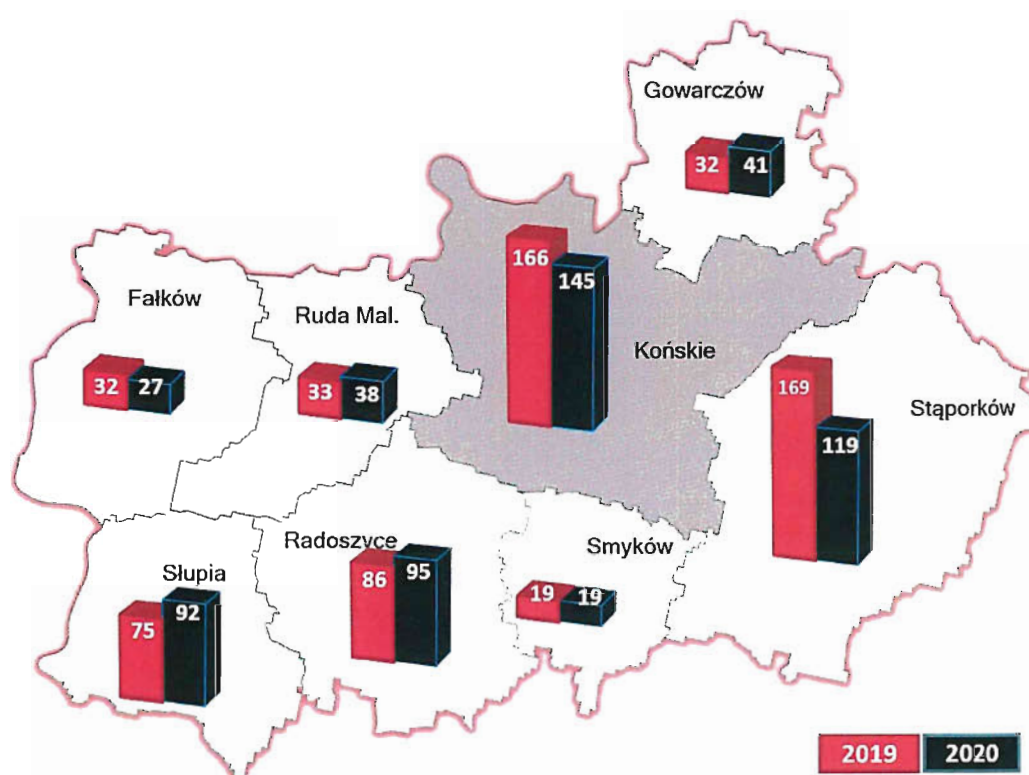 Gowarczów
32 41
Fałków
32 27
Ruda Mal.
33 38
166 145
Końskie
169 119
Stąporków
Słupia
75 92
Radoszyce
86 95
Smyków
19 19
2019 2020